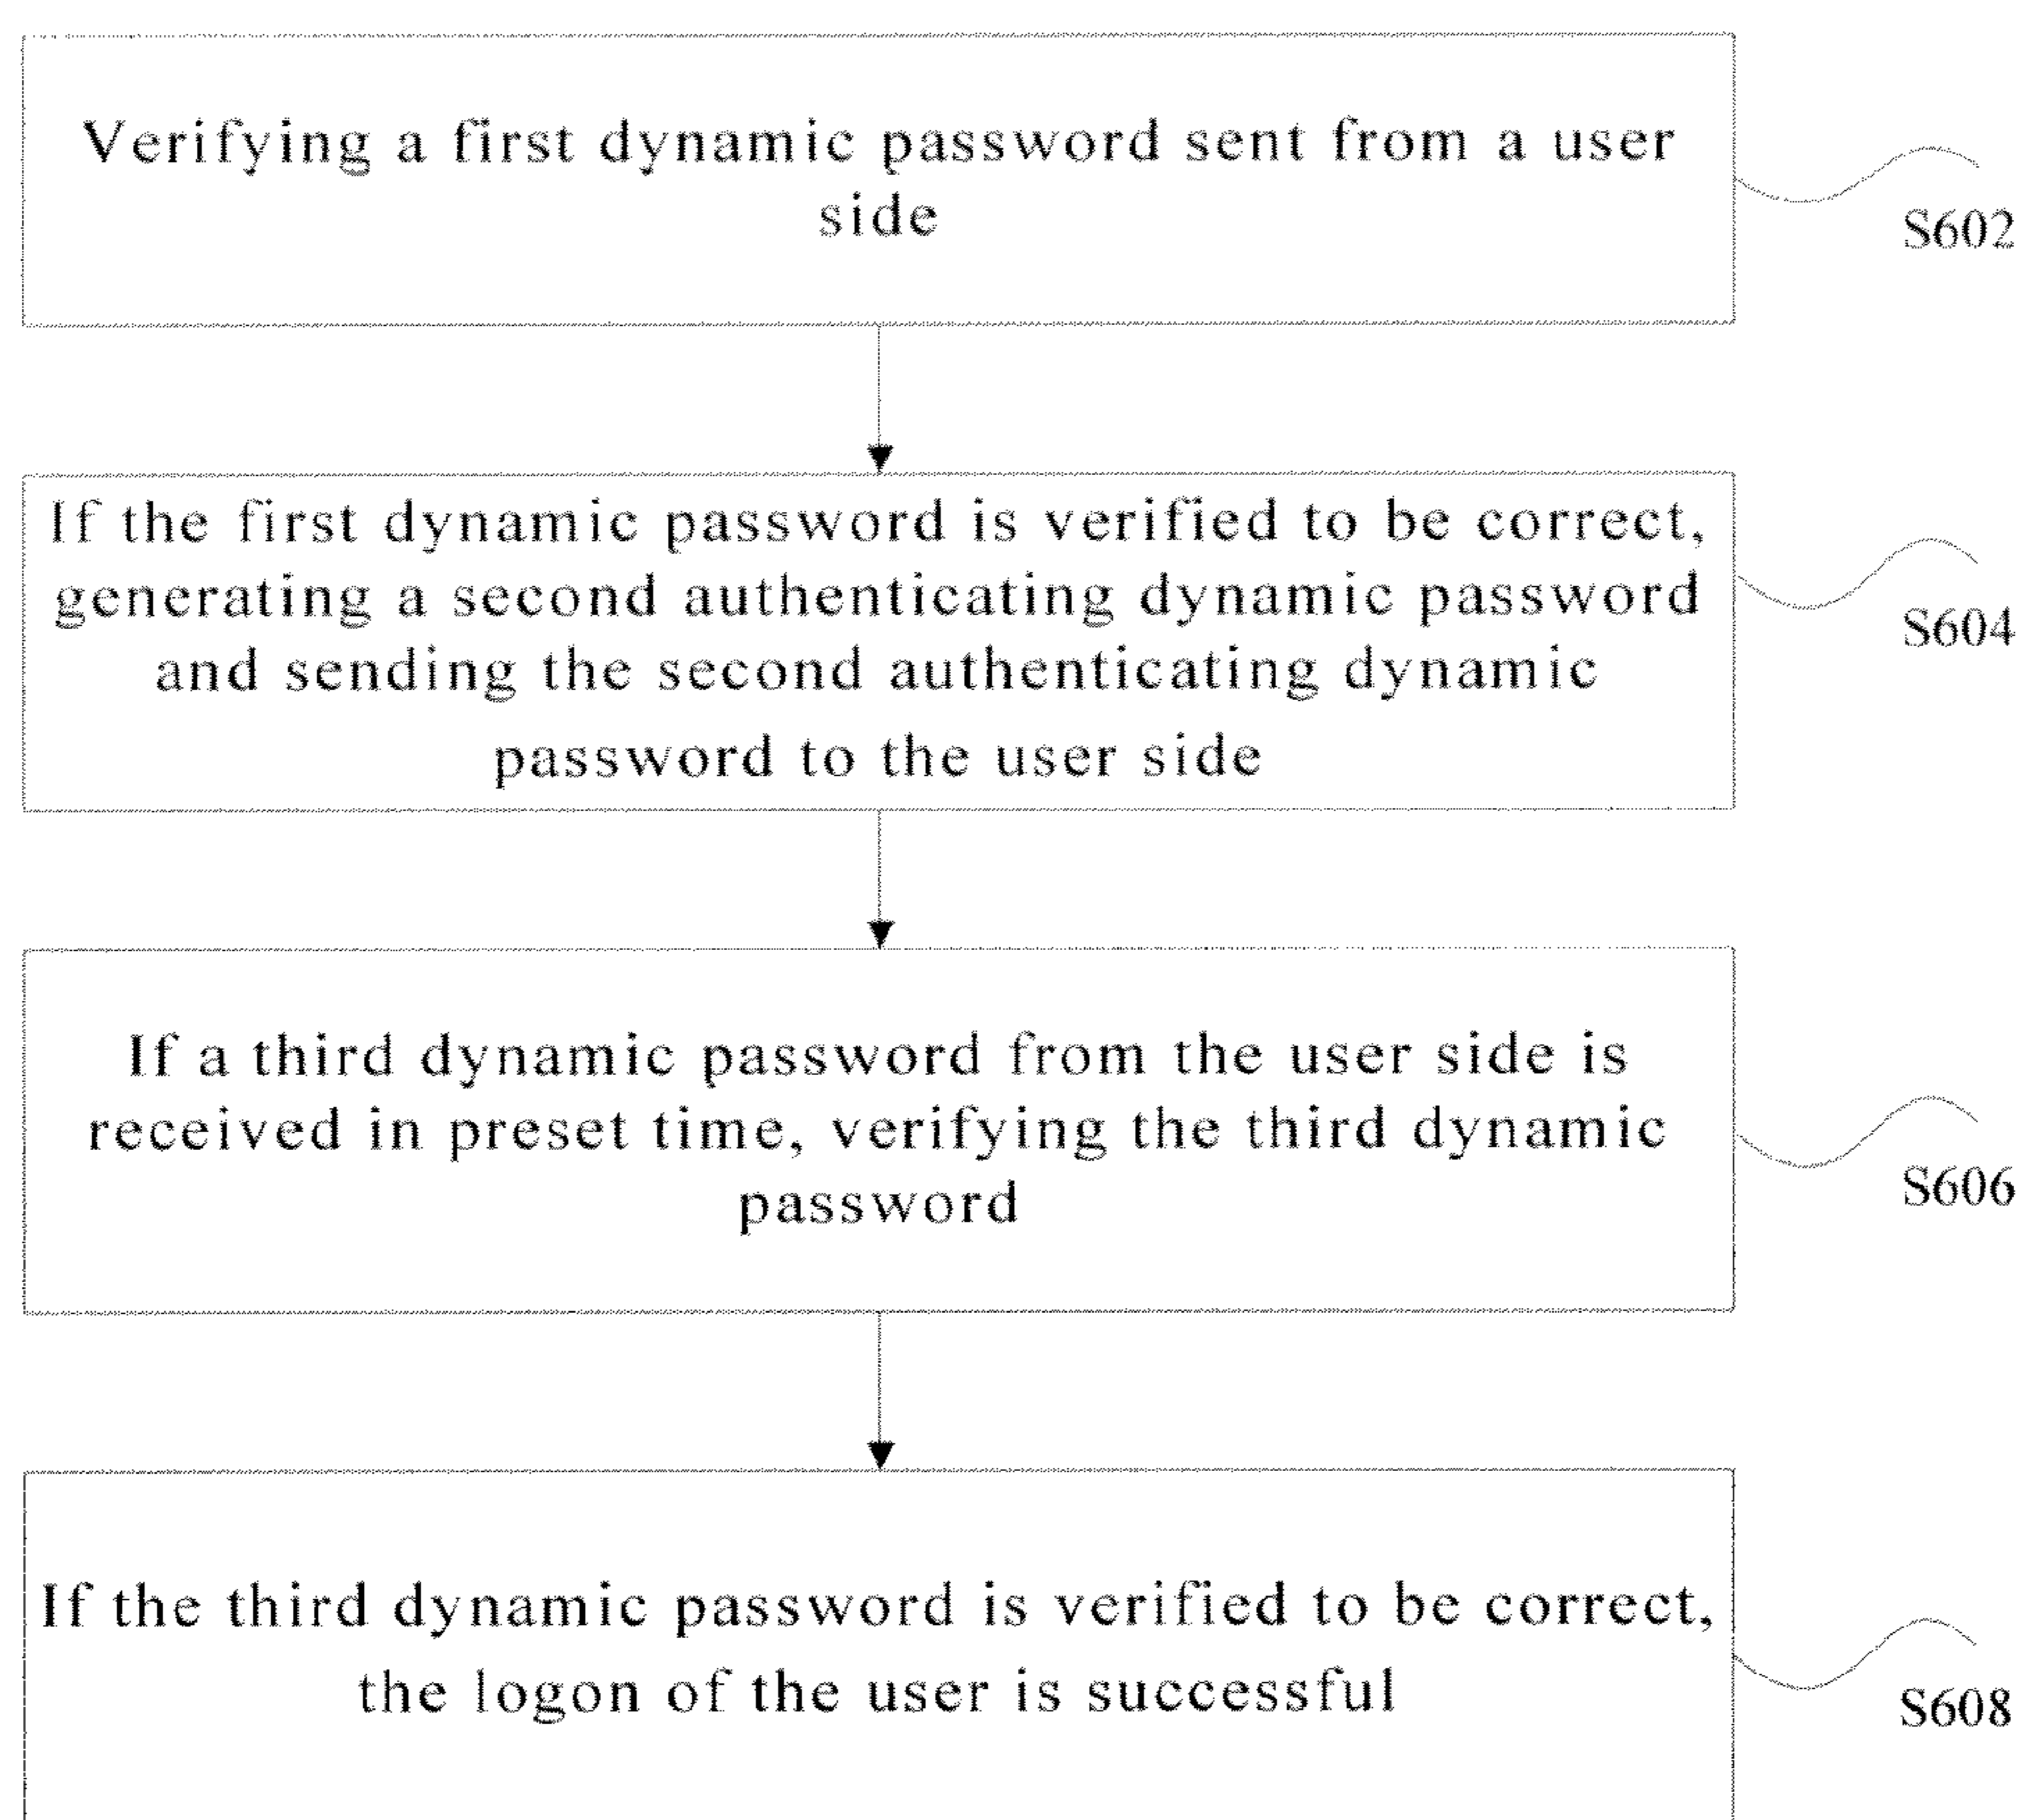 Verifying a first dynamic password sent from a user
side
S602
If the first dynamic password is verified to be correct,
generating a second authenticating dynamic password
and sending the second authenticating dynamic
password to the user side
S604
If a third dynamic password from the user side is
received in preset time, verifying the third dynamic
password
S606
If the third dynamic password is verified to be correct,
the logon of the user is successful
S608